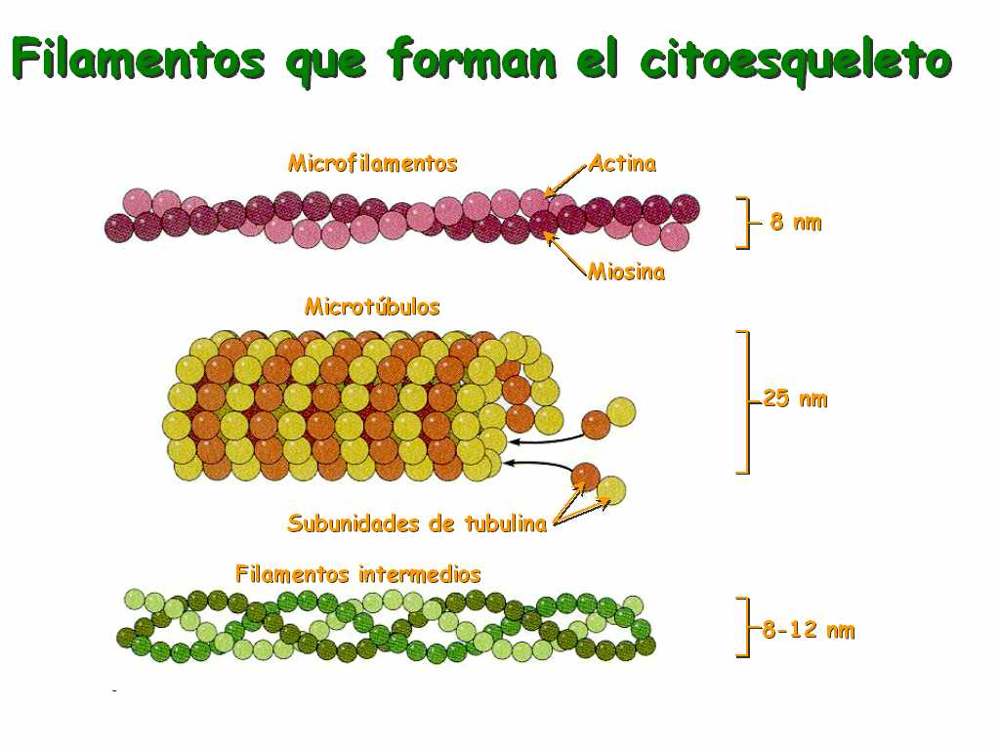 Filamentos que forman el citoesqueleto
Microfilamentos
Actina
8 nm
Miosina
Microtúbulos
25 nm
Subunidades de tubulina
Filamentos intermedios
8-12 nm
-